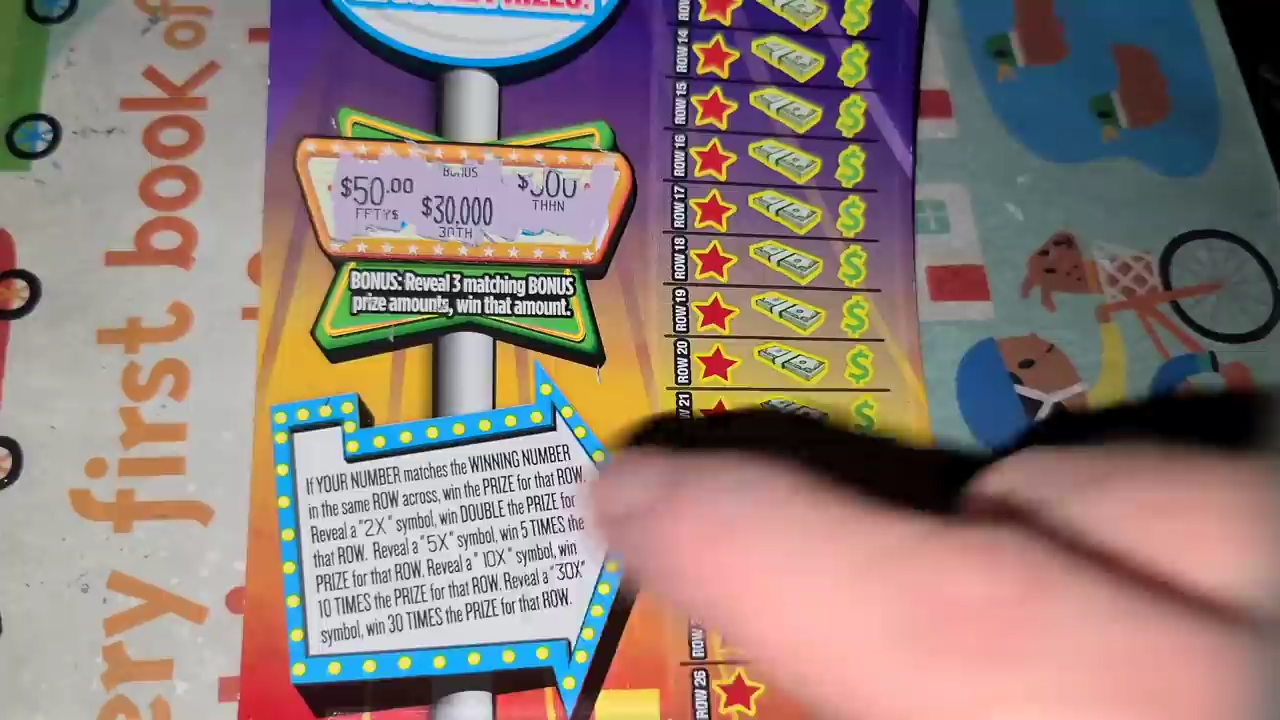 very first book of
$50.00
FFTY$
BONUS
$30,000
30TH
THHN
BONUS: Reveal 3 matching BONUS
prize amounts, win that amount.
If YOUR NUMBER matches the WINNING NUMBER
in the same ROW across, win the PRIZE for that ROW.
Reveal a "2X" symbol, win DOUBLE the PRIZE for
that ROW. Reveal a "5X" symbol, win 5 TIMES the
PRIZE for that ROW. Reveal a "10X" symbol, win
10 TIMES the PRIZE for that ROW. Reveal a "30X"
symbol, win 30 TIMES the PRIZE for that ROW.
ROW 14
ROW 15
ROW 16
ROW 17
ROW 18
ROW 19
ROW 20
ROW 21
ROW 26